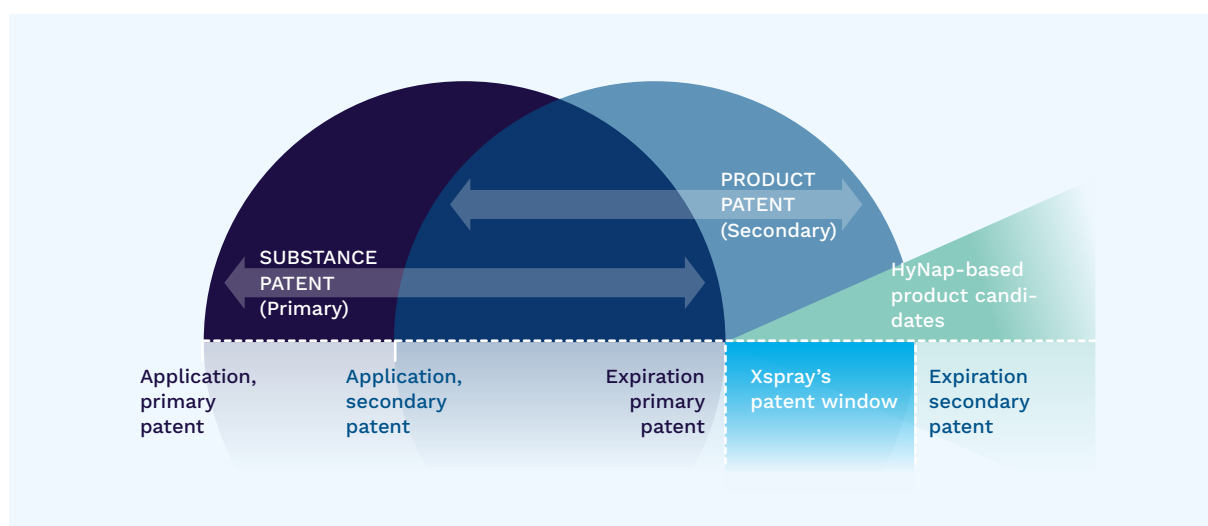 PRODUCT
PATENT
(Secondary)
SUBSTANCE
PATENT
(Primary)
HyNap-based
product candi-
dates
Application,
primary
patent
Application,
secondary
patent
Expiration
primary
patent
Xspray’s
patent window
Expiration
secondary
patent